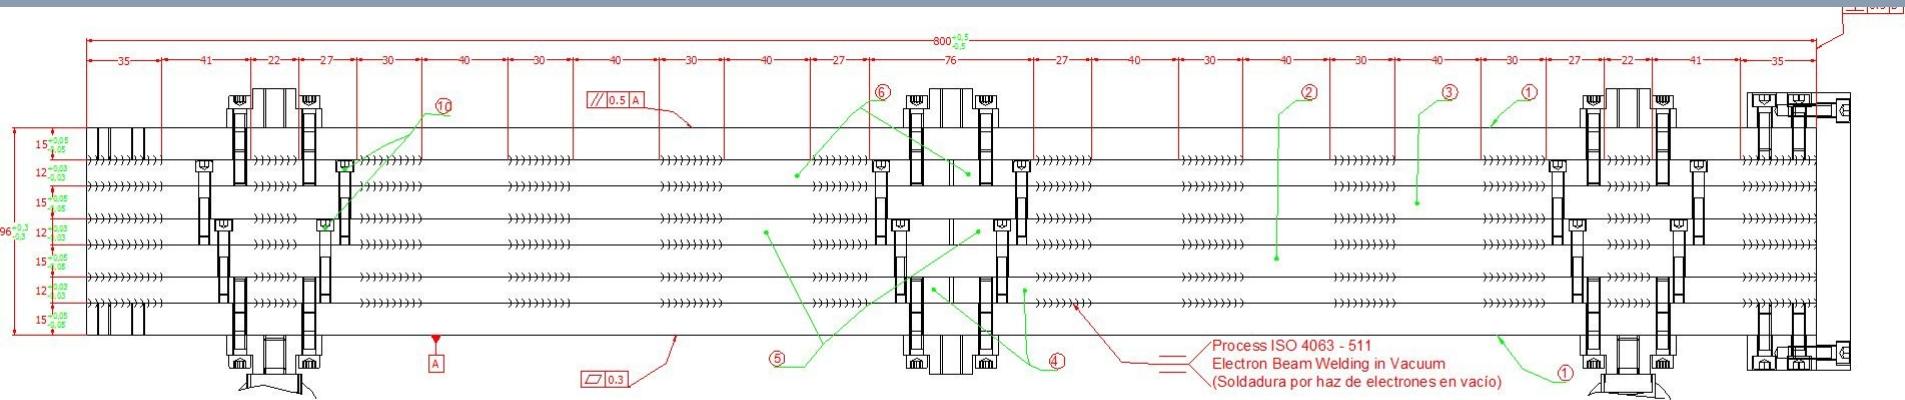 800 +0,5 -0,5
35 41 22 27 30 40 30 40 30 40 27 76 27 40 30 40 30 40 30 27 22 41 35
10 6 2 3 1
// 0.5 A
15 +0,05 -0,05
12 +0,03 -0,03
15 +0,05 -0,05
96 +0,3 -0,3
12 +0,03 -0,03
15 +0,05 -0,05
12 +0,03 -0,03
15 +0,05 -0,05
A
0.3
5
4
1
Process ISO 4063 - 511
Electron Beam Welding in Vacuum
(Soldadura por haz de electrones en vacío)